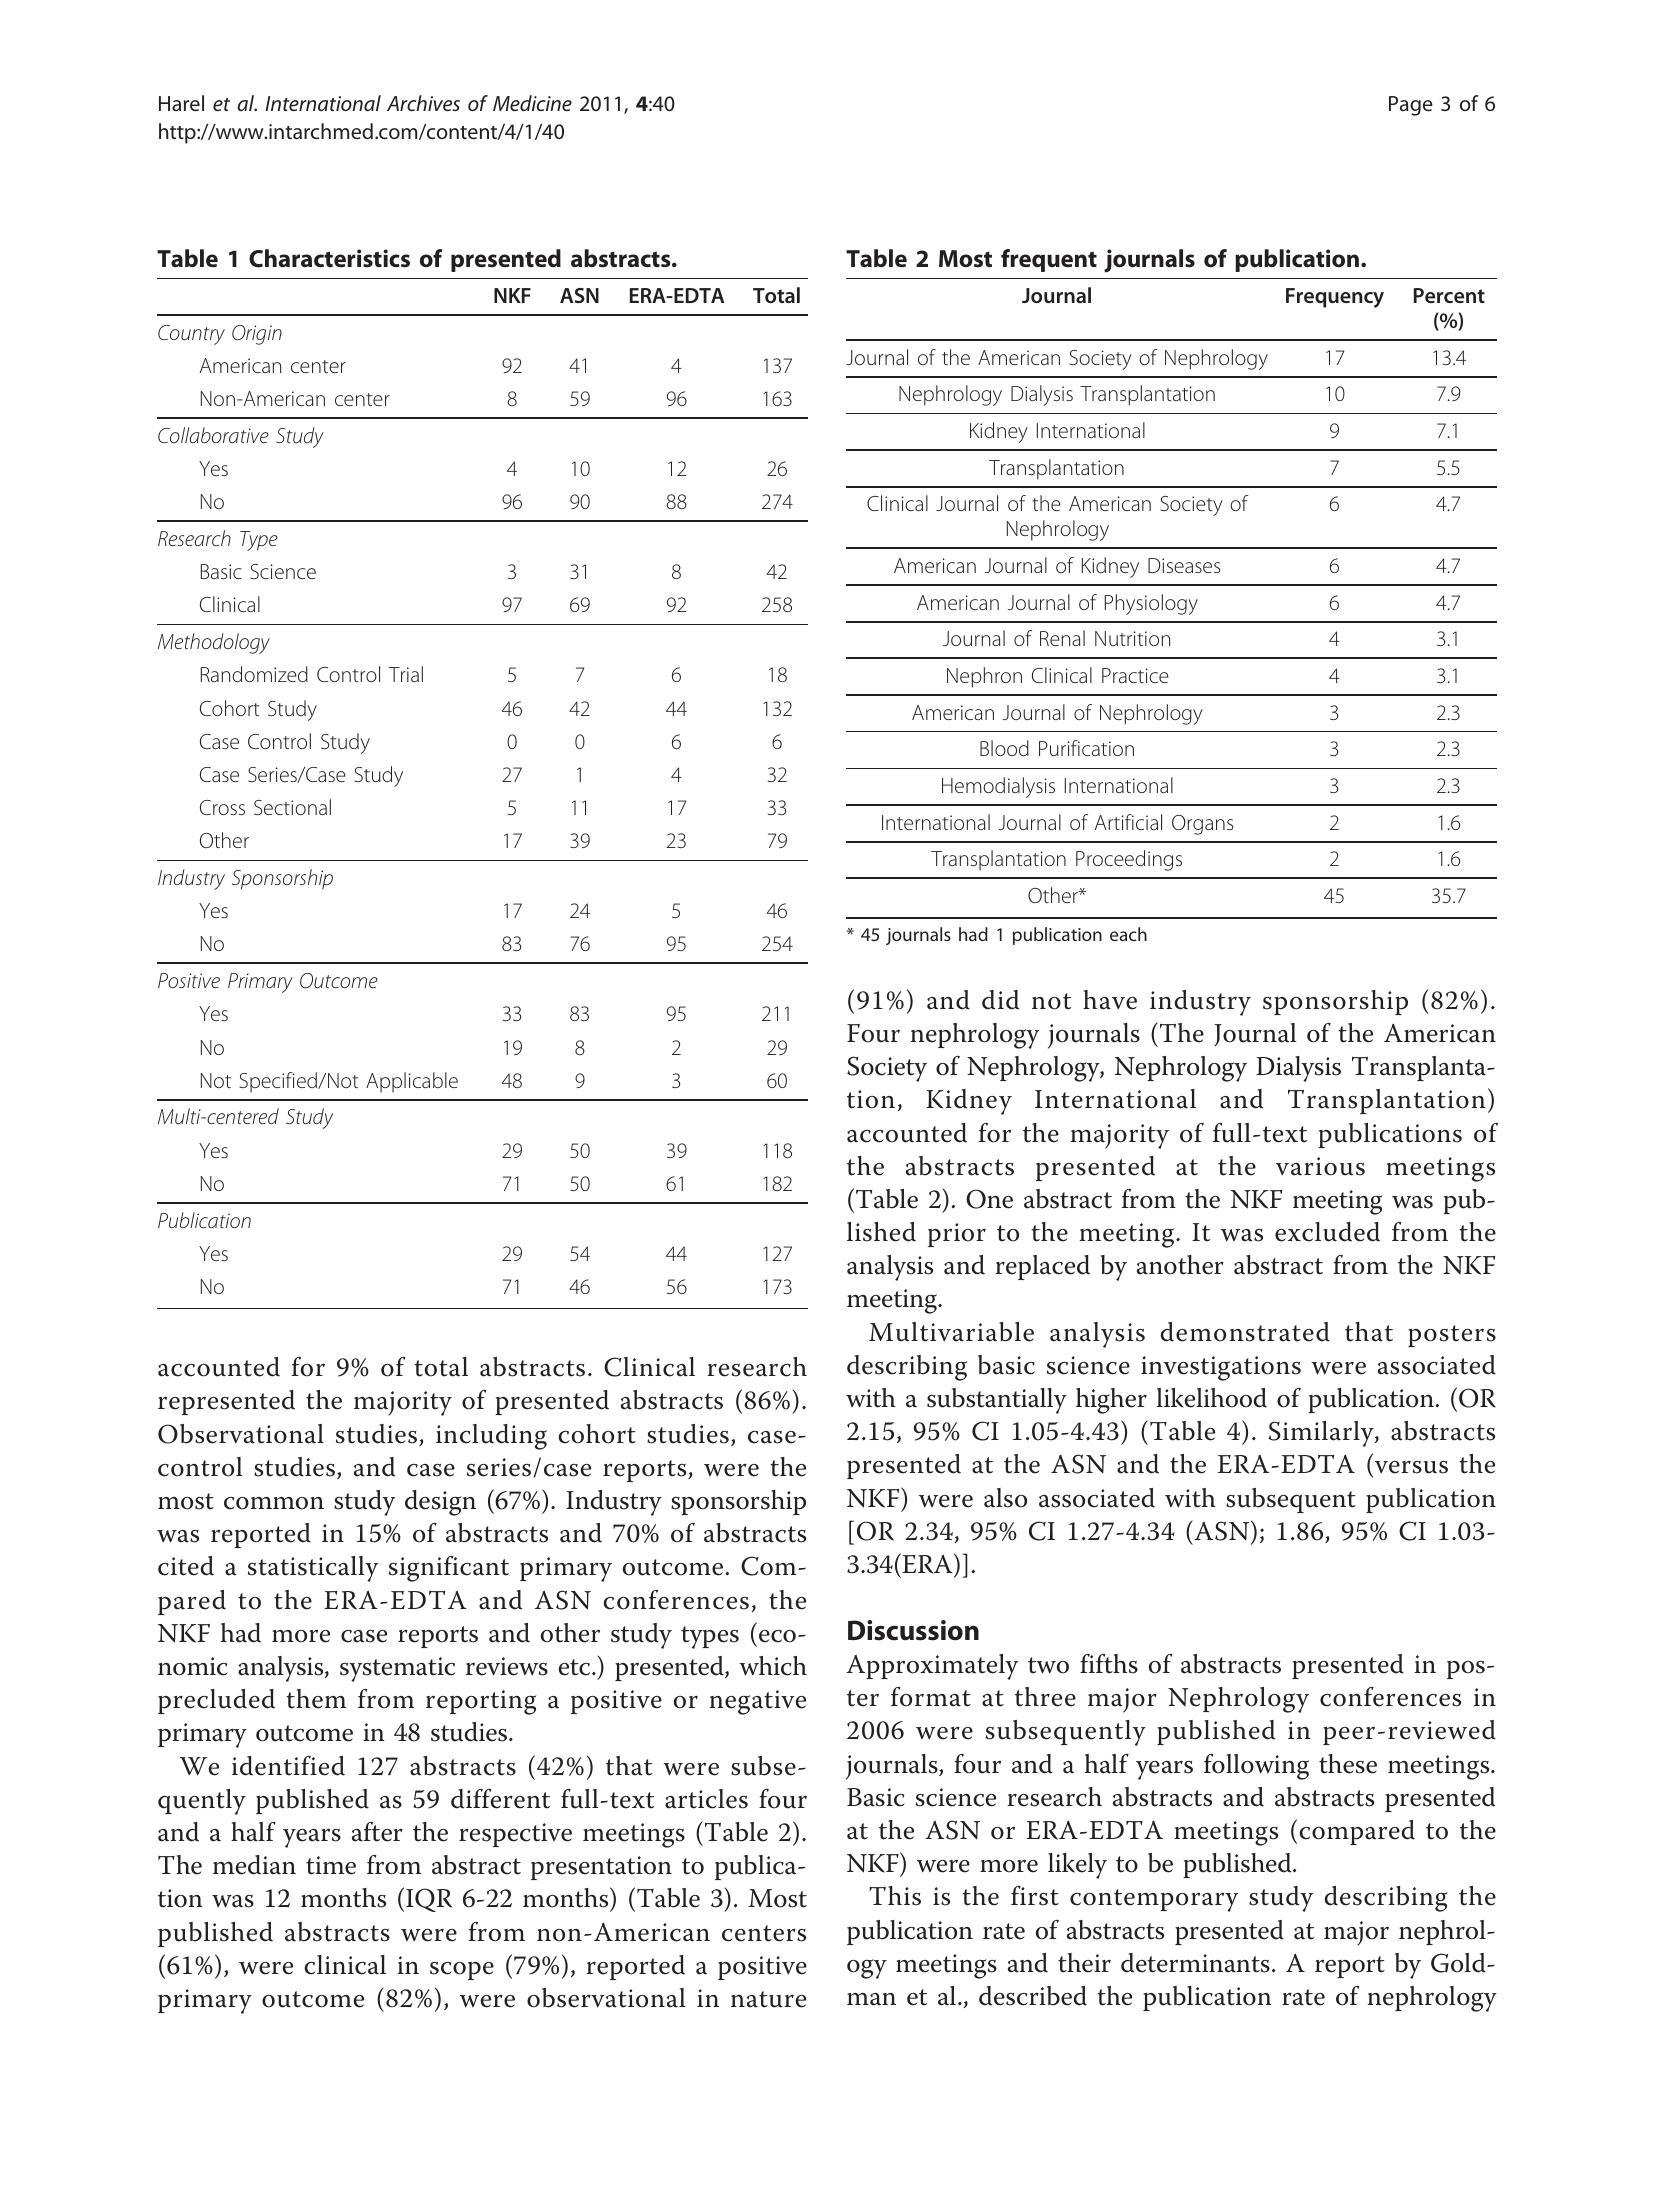 Harel et al. International Archives of Medicine 2011, 4:40
http://www.intarchmed.com/content/4/1/40
Page 3 of 6
Table 1 Characteristics of presented abstracts.
NKF ASN ERA-EDTA Total
Country Origin
American center 92 41 4 137
Non-American center 8 59 96 163
Collaborative Study
Yes 4 10 12 26
No 96 90 88 274
Research Type
Basic Science 3 31 8 42
Clinical 97 69 92 258
Methodology
Randomized Control Trial 5 7 6 18
Cohort Study 46 42 44 132
Case Control Study 0 0 6 6
Case Series/Case Study 27 1 4 32
Cross Sectional 5 11 17 33
Other 17 39 23 79
Industry Sponsorship
Yes 17 24 5 46
No 83 76 95 254
Positive Primary Outcome
Yes 33 83 95 211
No 19 8 2 29
Not Specified/Not Applicable 48 9 3 60
Multi-centered Study
Yes 29 50 39 118
No 71 50 61 182
Publication
Yes 29 54 44 127
No 71 46 56 173
accounted for 9% of total abstracts. Clinical research
represented the majority of presented abstracts (86%).
Observational studies, including cohort studies, case-
control studies, and case series/case reports, were the
most common study design (67%). Industry sponsorship
was reported in 15% of abstracts and 70% of abstracts
cited a statistically significant primary outcome. Com-
pared to the ERA-EDTA and ASN conferences, the
NKF had more case reports and other study types (eco-
nomic analysis, systematic reviews etc.) presented, which
precluded them from reporting a positive or negative
primary outcome in 48 studies.
We identified 127 abstracts (42%) that were subse-
quently published as 59 different full-text articles four
and a half years after the respective meetings (Table 2).
The median time from abstract presentation to publica-
tion was 12 months (IQR 6-22 months) (Table 3). Most
published abstracts were from non-American centers
(61%), were clinical in scope (79%), reported a positive
primary outcome (82%), were observational in nature
Table 2 Most frequent journals of publication.
Journal Frequency Percent
(%)
Journal of the American Society of Nephrology 17 13.4
Nephrology Dialysis Transplantation 10 7.9
Kidney International 9 7.1
Transplantation 7 5.5
Clinical Journal of the American Society of 6 4.7
Nephrology
American Journal of Kidney Diseases 6 4.7
American Journal of Physiology 6 4.7
Journal of Renal Nutrition 4 3.1
Nephron Clinical Practice 4 3.1
American Journal of Nephrology 3 2.3
Blood Purification 3 2.3
Hemodialysis International 3 2.3
International Journal of Artificial Organs 2 1.6
Transplantation Proceedings 2 1.6
Other* 45 35.7
* 45 journals had 1 publication each
(91%) and did not have industry sponsorship (82%).
Four nephrology journals (The Journal of the American
Society of Nephrology, Nephrology Dialysis Transplanta-
tion, Kidney International and Transplantation)
accounted for the majority of full-text publications of
the abstracts presented at the various meetings
(Table 2). One abstract from the NKF meeting was pub-
lished prior to the meeting. It was excluded from the
analysis and replaced by another abstract from the NKF
meeting.
Multivariable analysis demonstrated that posters
describing basic science investigations were associated
with a substantially higher likelihood of publication. (OR
2.15, 95% CI 1.05-4.43) (Table 4). Similarly, abstracts
presented at the ASN and the ERA-EDTA (versus the
NKF) were also associated with subsequent publication
[OR 2.34, 95% CI 1.27-4.34 (ASN); 1.86, 95% CI 1.03-
3.34(ERA)].
Discussion
Approximately two fifths of abstracts presented in pos-
ter format at three major Nephrology conferences in
2006 were subsequently published in peer-reviewed
journals, four and a half years following these meetings.
Basic science research abstracts and abstracts presented
at the ASN or ERA-EDTA meetings (compared to the
NKF) were more likely to be published.
This is the first contemporary study describing the
publication rate of abstracts presented at major nephrol-
ogy meetings and their determinants. A report by Gold-
man et al., described the publication rate of nephrology